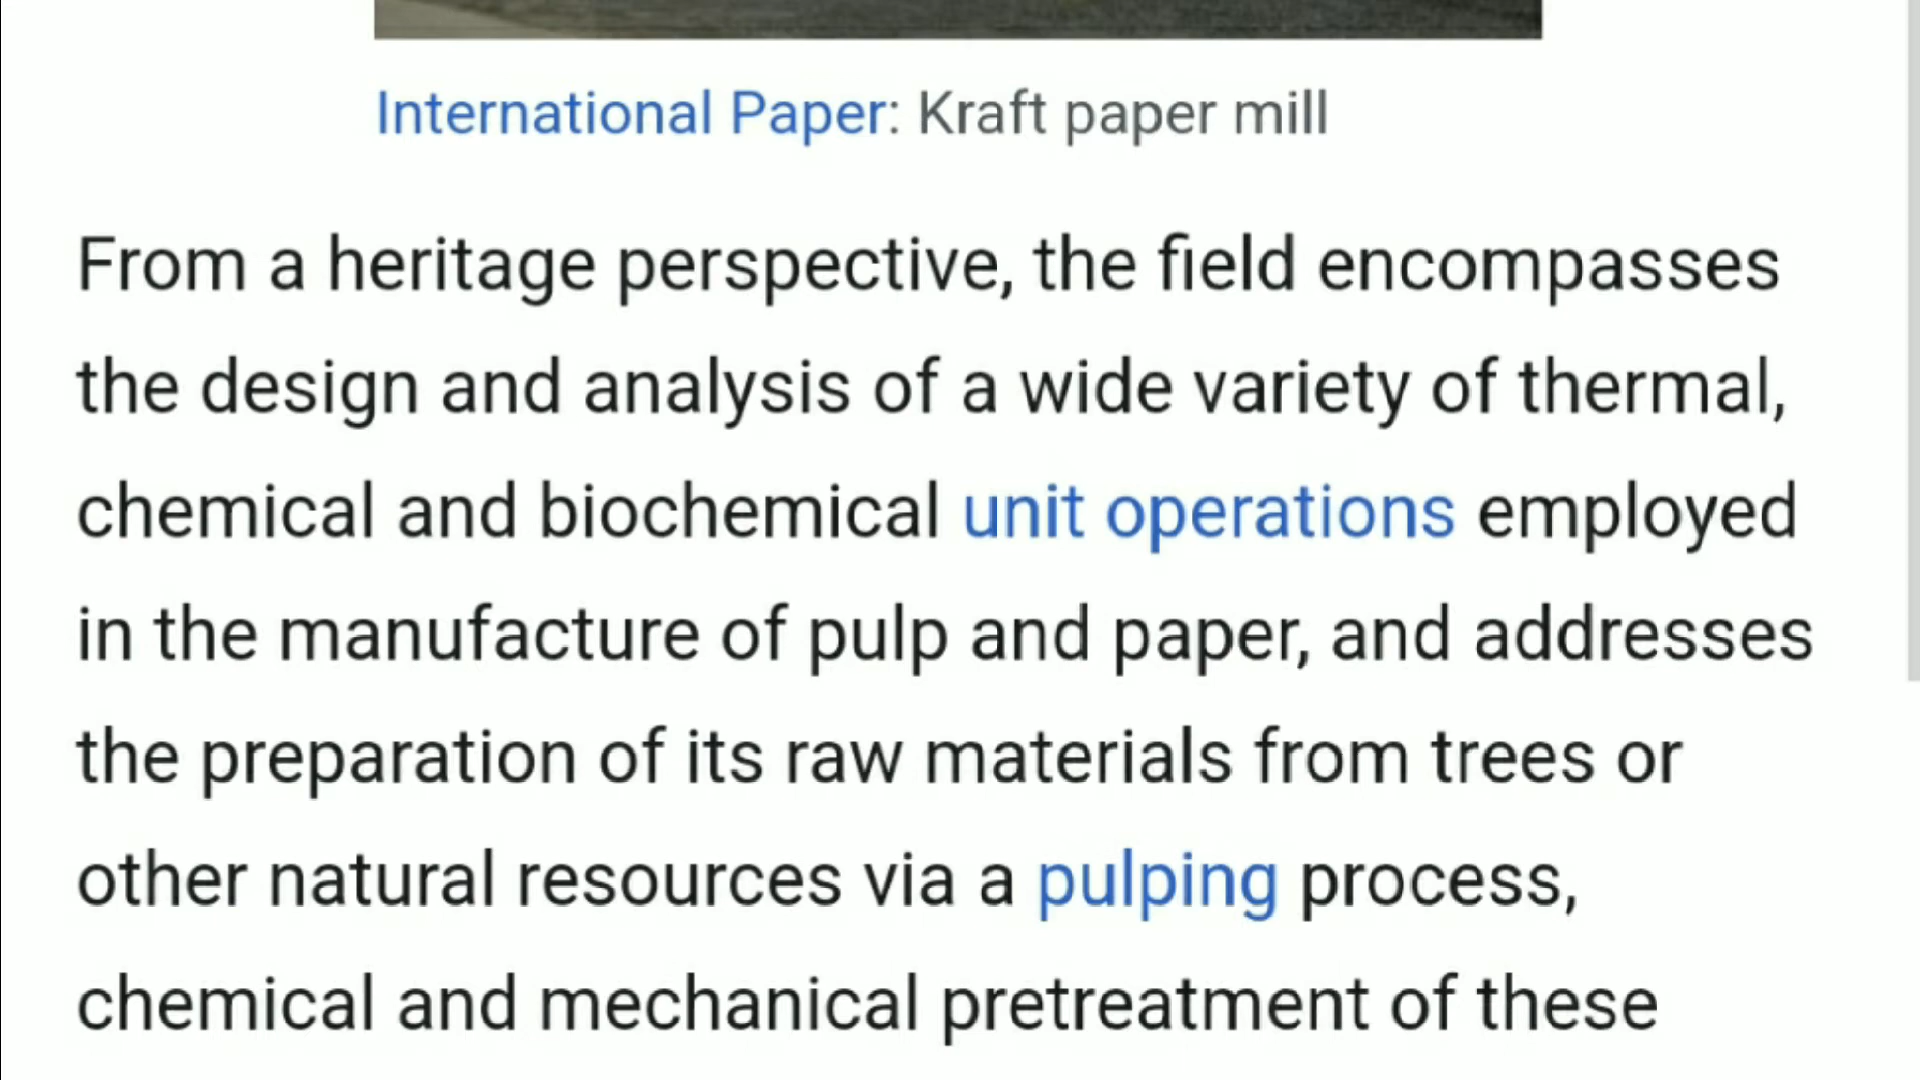 International Paper: Kraft paper mill
From a heritage perspective, the field encompasses
the design and analysis of a wide variety of thermal,
chemical and biochemical unit operations employed
in the manufacture of pulp and paper, and addresses
the preparation of its raw materials from trees or
other natural resources via a pulping process,
chemical and mechanical pretreatment of these